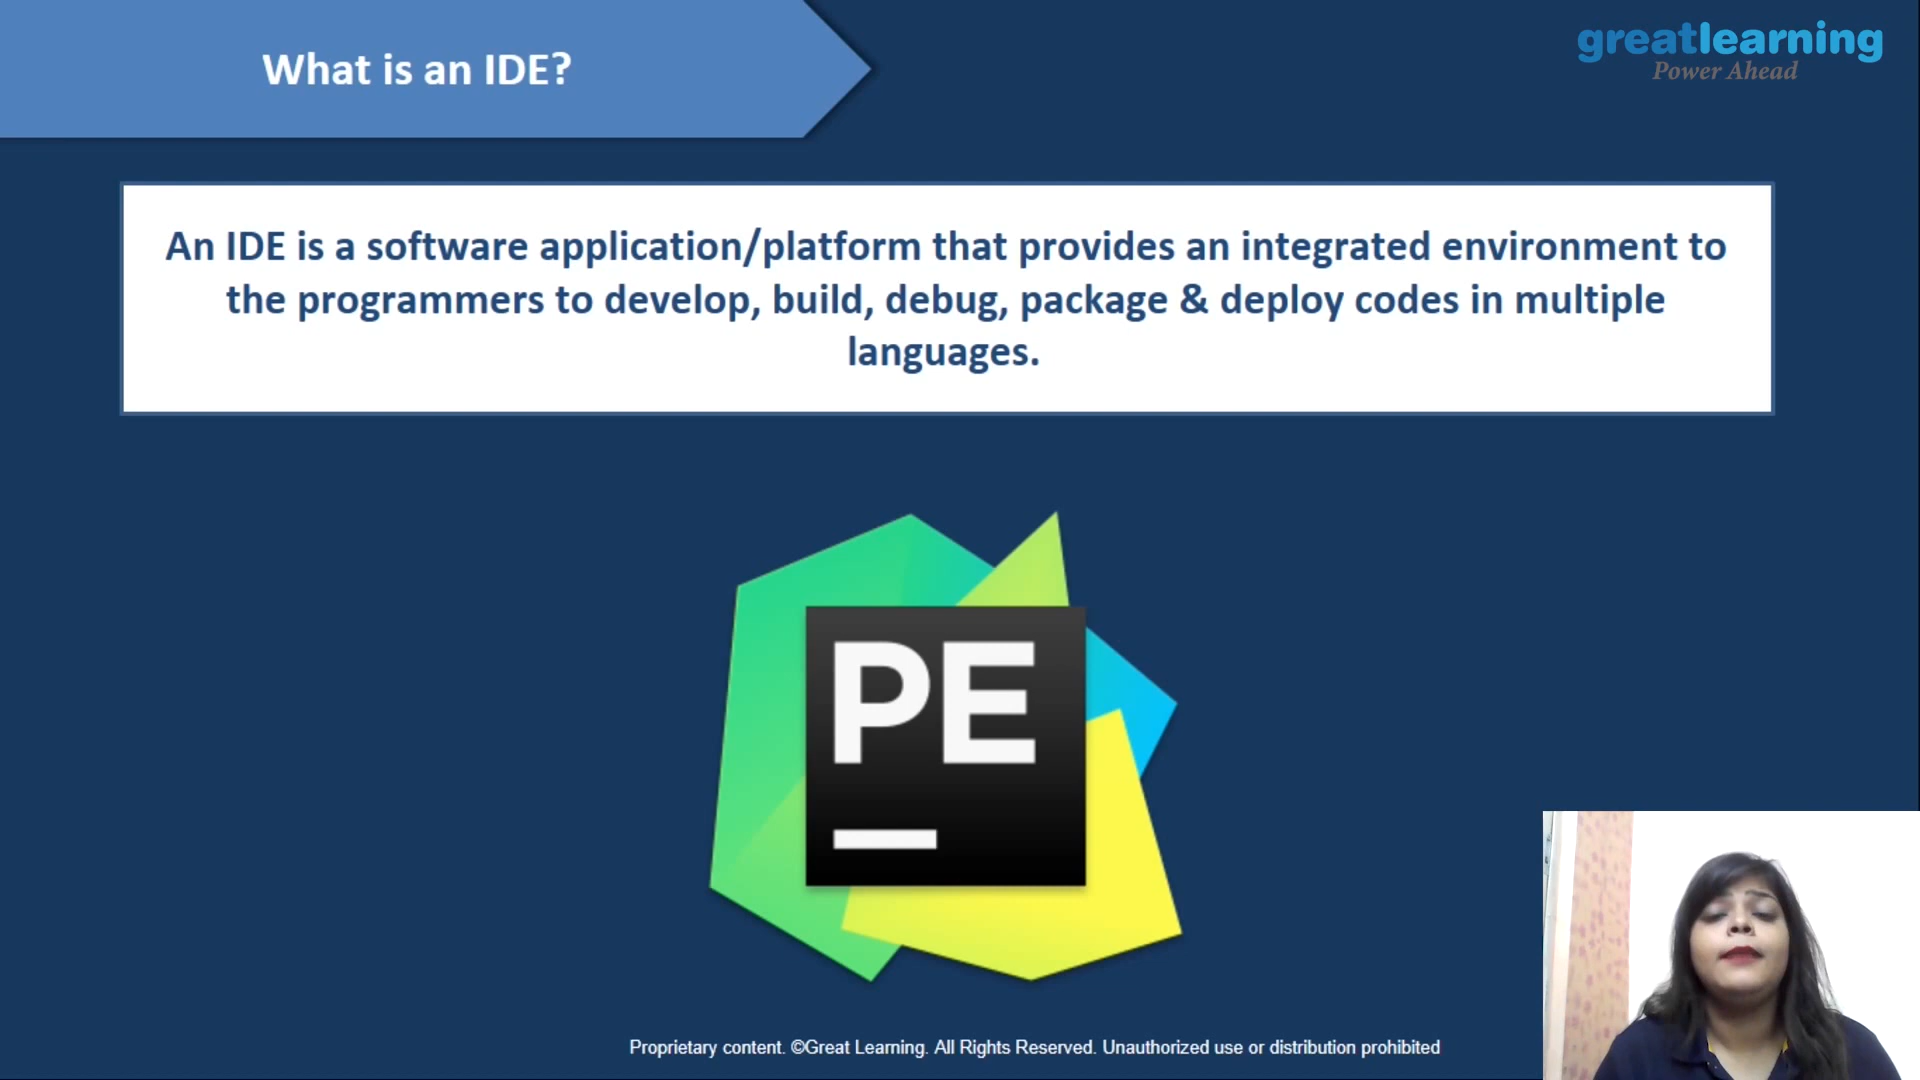 What is an IDE?
greatlearning
Power Ahead
An IDE is a software application/platform that provides an integrated environment to
the programmers to develop, build, debug, package & deploy codes in multiple
languages.
PE
Proprietary content. ©Great Learning. All Rights Reserved. Unauthorized use or distribution prohibited